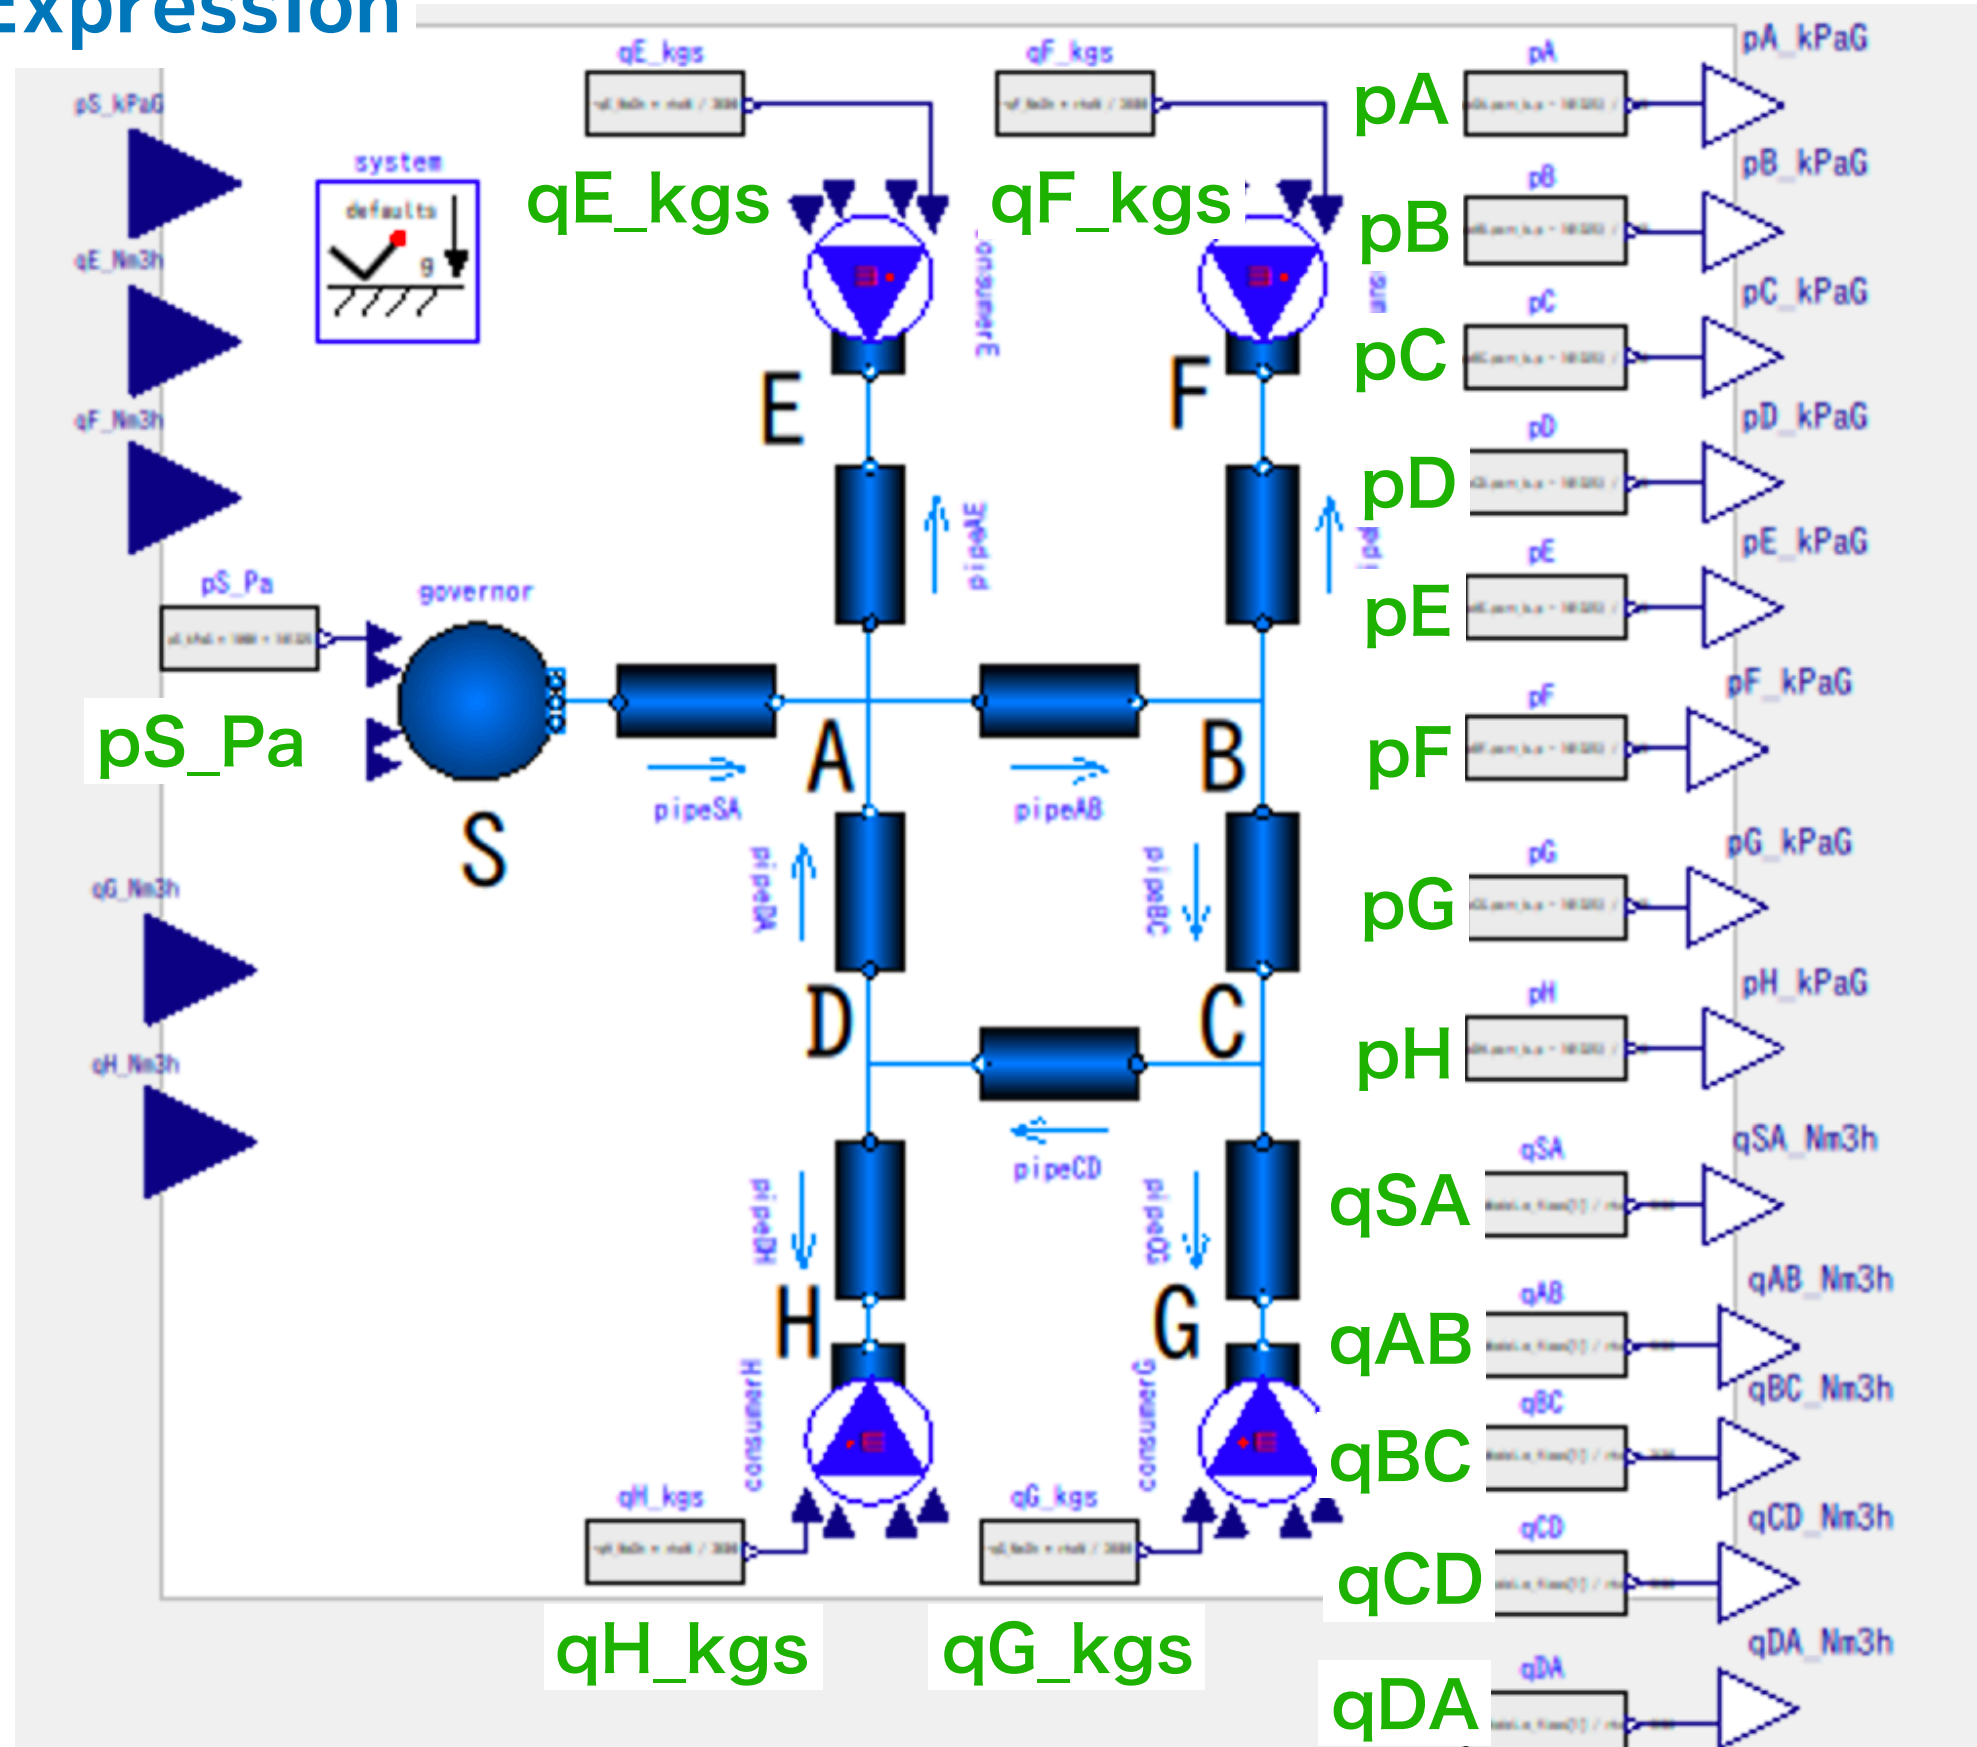 Expression
pS_kPaG
qE_Nm3h
qF_Nm3h
system
defaults
g
qE_kgs
qE_kgs
qF_kgs
qF_kgs
E
F
pipeAE
pS_Pa
pS_Pa
governor
S
pipeSA
A
pipeAB
B
pipeDA
pipeBC
D
C
pipeCD
pipeDH
pipeCG
H
G
consumerH
consumerG
qG_Nm3h
qH_Nm3h
qH_kgs
qH_kgs
qG_kgs
qG_kgs
pA
pA
pA_kPaG
pB
pB
pB_kPaG
pC
pC
pC_kPaG
pD
pD
pD_kPaG
pE
pE
pE_kPaG
pF
pF
pF_kPaG
pG
pG
pG_kPaG
pH
pH
pH_kPaG
qSA
qSA
qSA_Nm3h
qAB
qAB
qAB_Nm3h
qBC
qBC
qBC_Nm3h
qCD
qCD
qCD_Nm3h
qDA
qDA
qDA_Nm3h